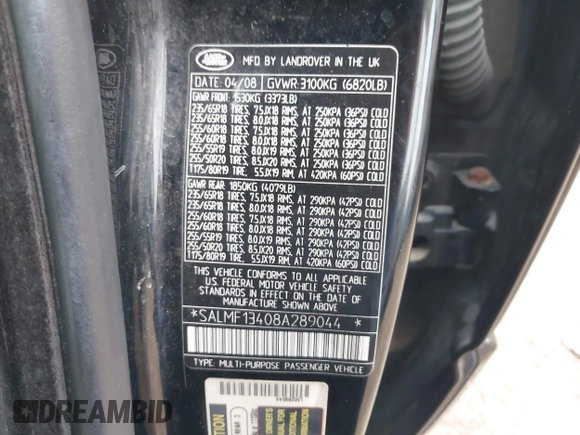 LAND ROVER
MFD BY LANDROVER IN THE UK
DATE: 04/08 GVWR:3100KG (6820LB)
GAWR FRONT: 1530KG (3373LB)
235/65R18 TIRES, 7.5JX18 RIMS, AT 250KPA (36PSI) COLD
235/65R18 TIRES, 8.0JX18 RIMS, AT 250KPA (36PSI) COLD
255/60R18 TIRES, 7.5JX18 RIMS, AT 250KPA (36PSI) COLD
255/60R18 TIRES, 8.0JX18 RIMS, AT 250KPA (36PSI) COLD
255/55R19 TIRES, 8.0JX19 RIMS, AT 250KPA (36PSI) COLD
255/50R20 TIRES, 8.5JX20 RIMS, AT 250KPA (36PSI) COLD
T175/80R19 TIRE, 5.5JX19 RIM, AT 420KPA (60PSI) COLD
GAWR REAR: 1850KG (4079LB)
235/65R18 TIRES, 7.5JX18 RIMS, AT 290KPA (42PSI) COLD
235/65R18 TIRES, 8.0JX18 RIMS, AT 290KPA (42PSI) COLD
255/60R18 TIRES, 7.5JX18 RIMS, AT 290KPA (42PSI) COLD
255/60R18 TIRES, 8.0JX18 RIMS, AT 290KPA (42PSI) COLD
255/55R19 TIRES, 8.0JX19 RIMS, AT 290KPA (42PSI) COLD
255/50R20 TIRES, 8.5JX20 RIMS, AT 290KPA (42PSI) COLD
T175/80R19 TIRE, 5.5JX19 RIM, AT 420KPA (60PSI) COLD
THIS VEHICLE CONFORMS TO ALL APPLICABLE
U.S. FEDERAL MOTOR VEHICLE SAFETY
STANDARDS IN EFFECT ON THE DATE OF
MANUFACTURE SHOWN ABOVE
*SALMF13408A289044 *
TYPE: MULTI-PURPOSE PASSENGER VEHICLE
OWNER'S
ADDITIONAL
INFORMATION
REAR 3
DREAMBID